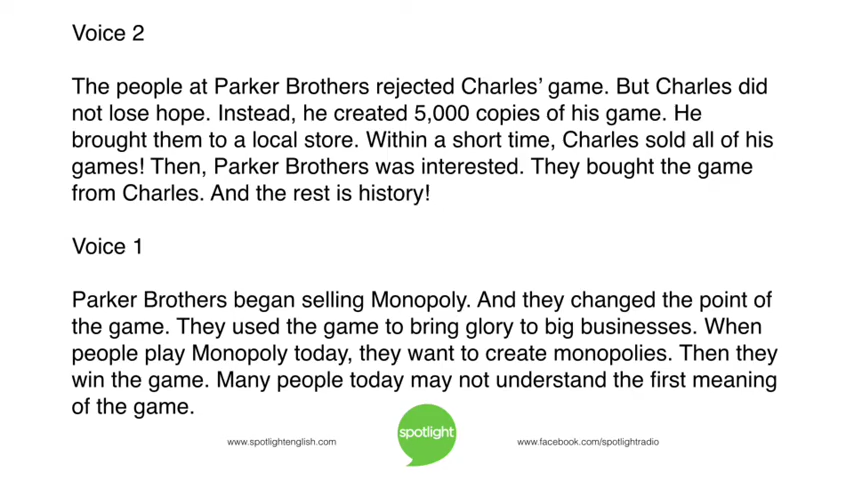 Voice 2
The people at Parker Brothers rejected Charles’ game. But Charles did
not lose hope. Instead, he created 5,000 copies of his game. He
brought them to a local store. Within a short time, Charles sold all of his
games! Then, Parker Brothers was interested. They bought the game
from Charles. And the rest is history!
Voice 1
Parker Brothers began selling Monopoly. And they changed the point of
the game. They used the game to bring glory to big businesses. When
people play Monopoly today, they want to create monopolies. Then they
win the game. Many people today may not understand the first meaning
of the game.
www.spotlightenglish.com
spotlight
www.facebook.com/spotlightradio